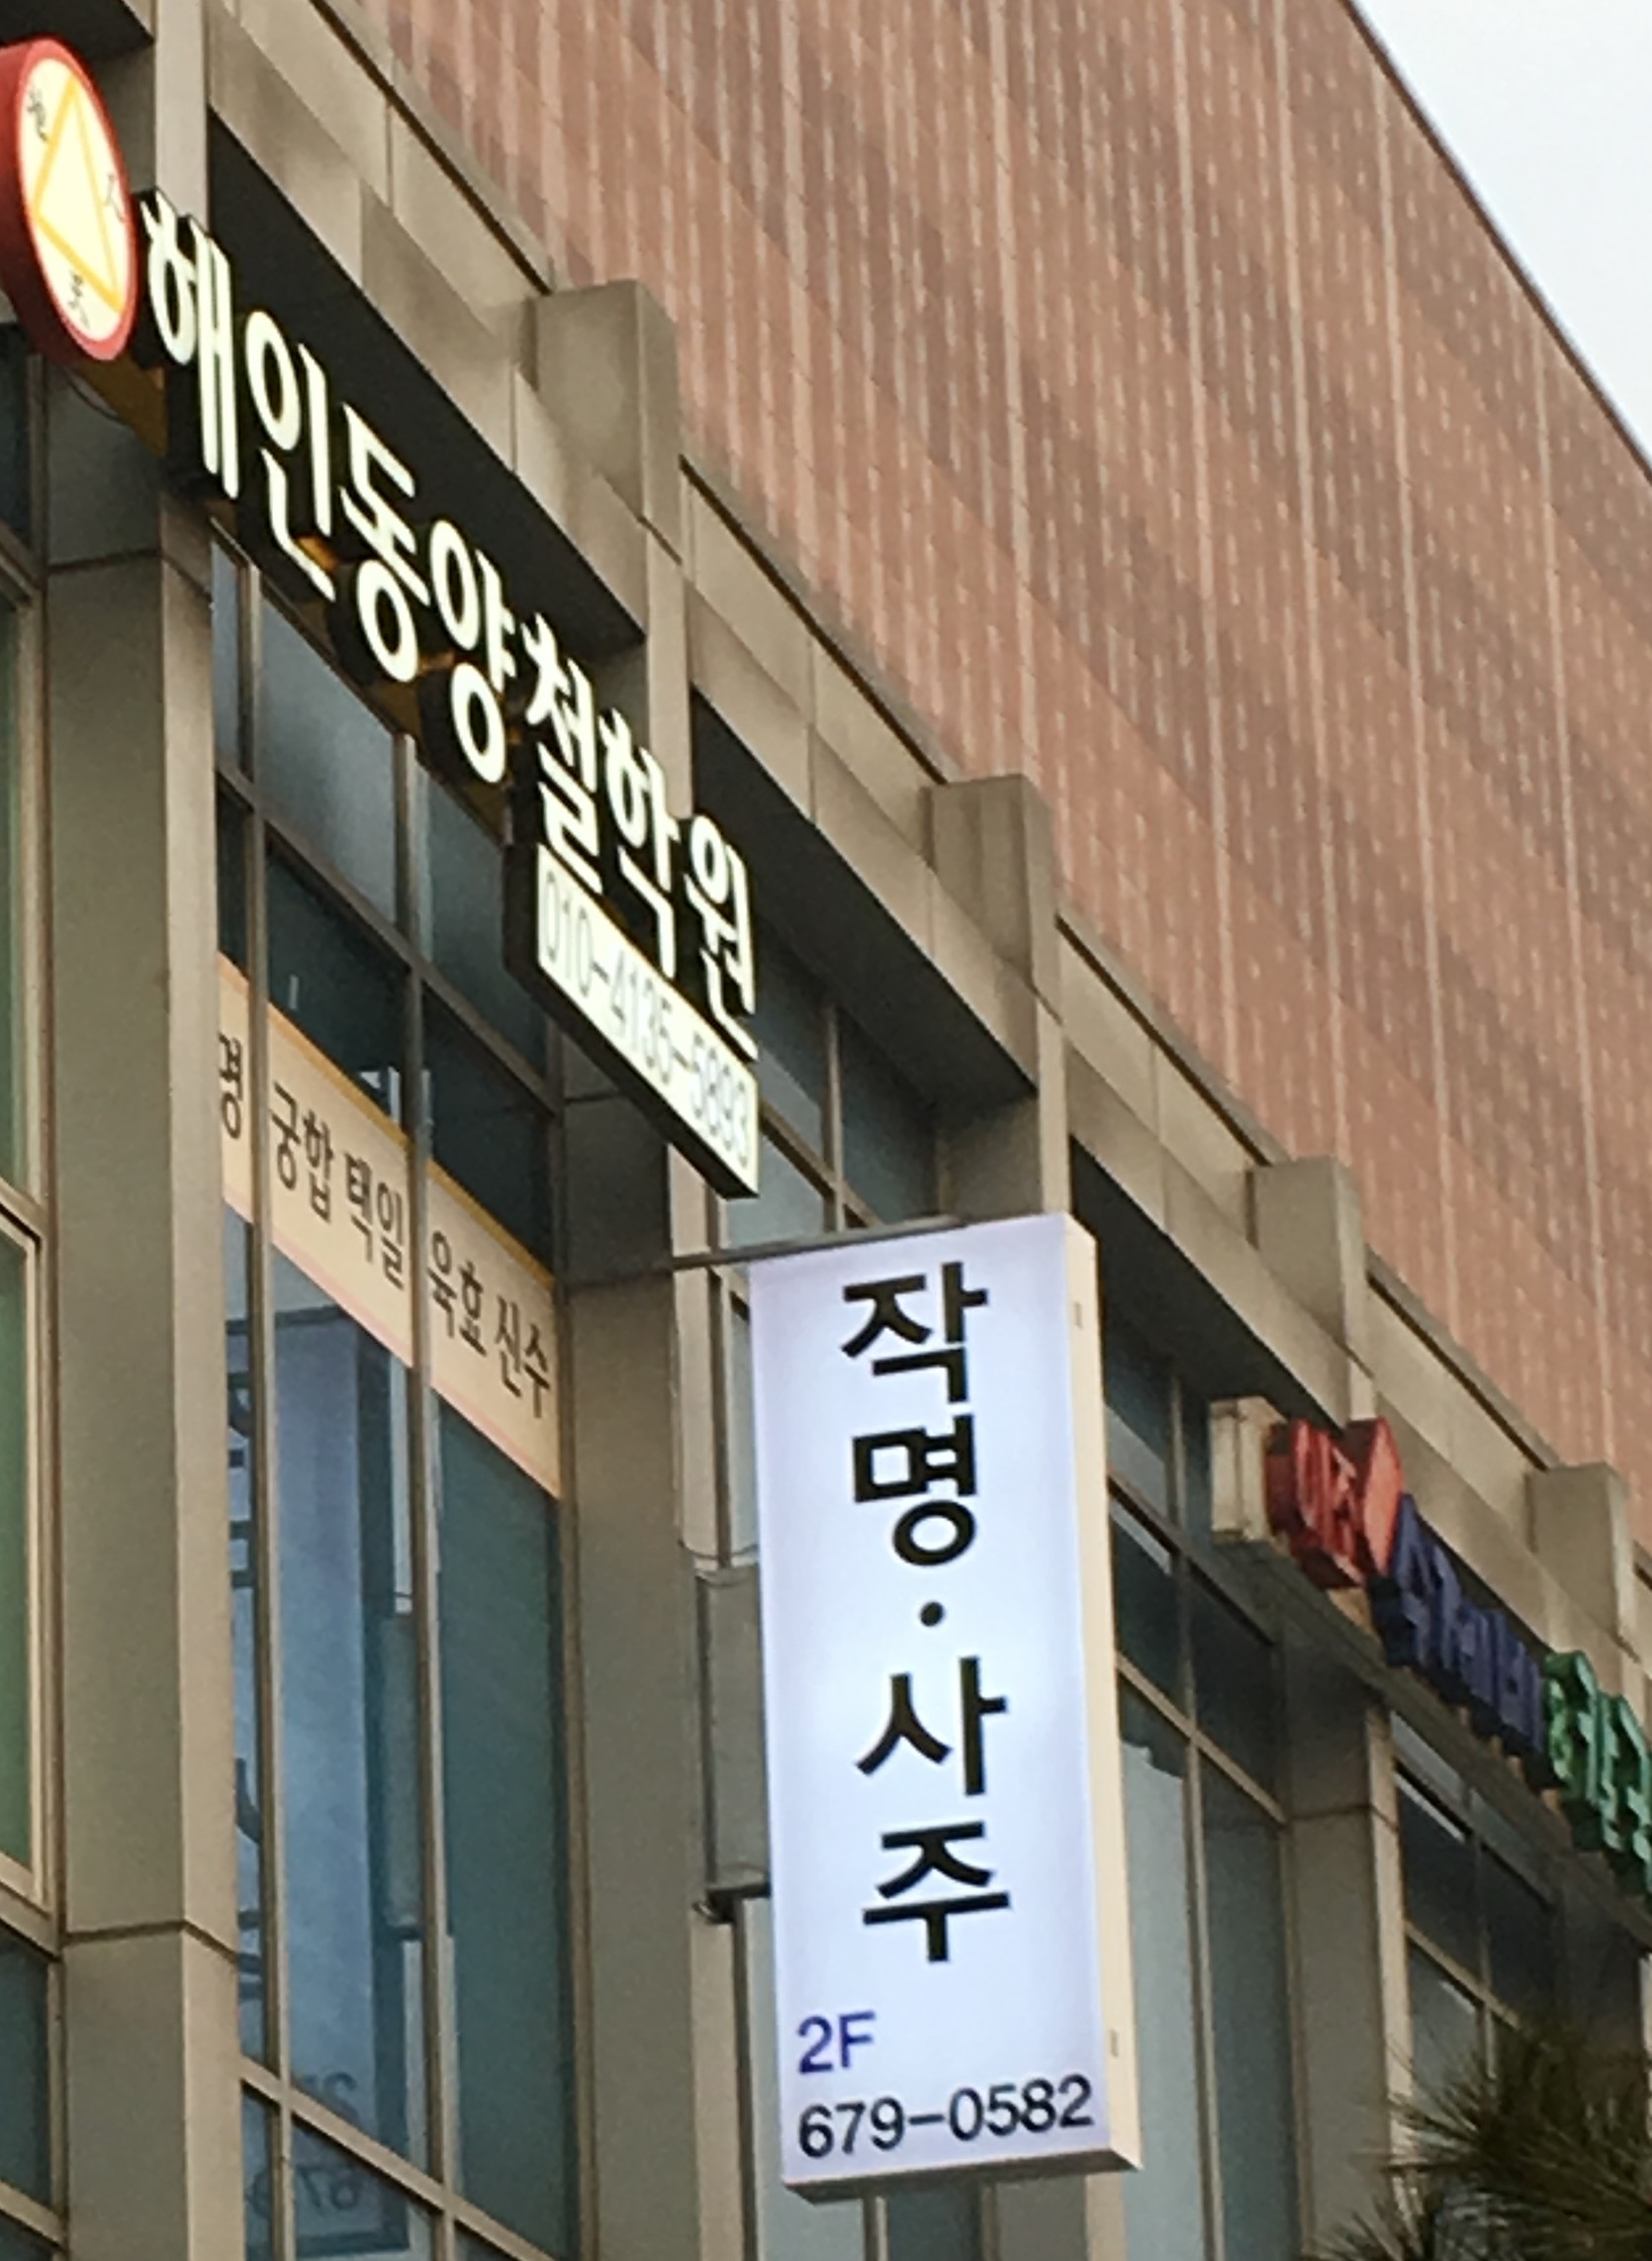 해인동양철학원
010-4135-5893
명 궁합 택일 육효 신수
작명·사주
2F
679-0582